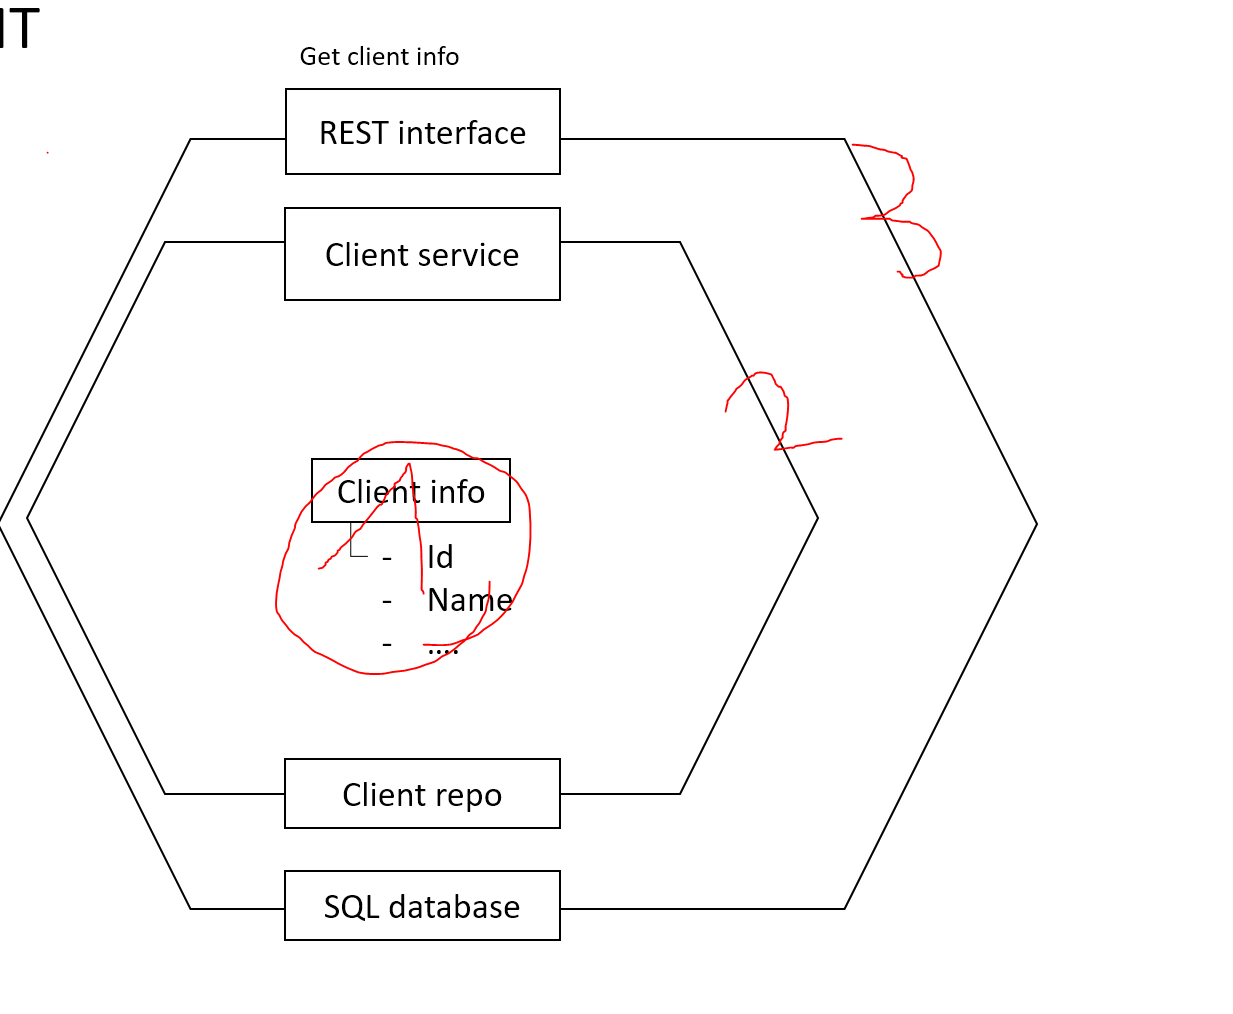 IT
Get client info
REST interface
3
Client service
2
Client info
1
- Id
- Name
- ....
Client repo
SQL database